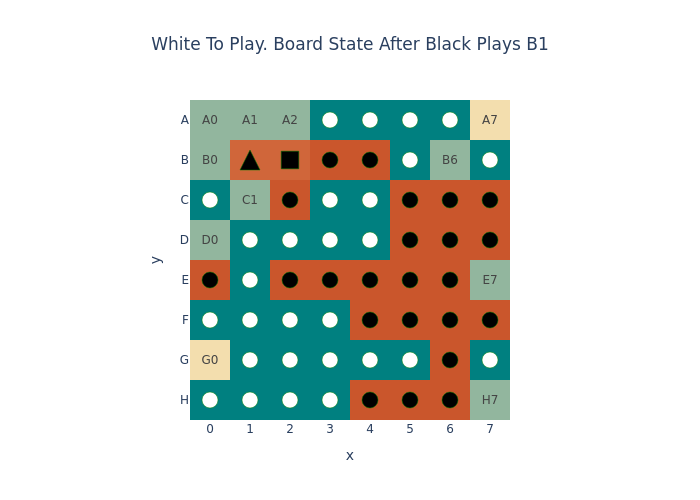 White To Play. Board State After Black Plays B1
A A0 A1 A2 A7
B B0 B6
C C1
D D0
E E7
F
G G0
H H7
0 1 2 3 4 5 6 7
x
y